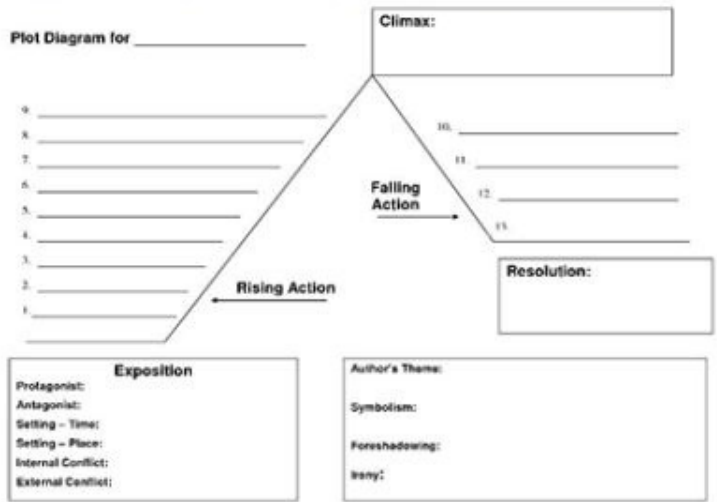 Plot Diagram for
Climax:
9.
8.
7.
6.
5.
4.
3.
2.
1.
Rising Action
Falling
Action
10.
11.
12.
13.
Resolution:
Exposition
Protagonist:
Antagonist:
Setting – Time:
Setting – Place:
Internal Conflict:
External Conflict:
Author's Theme:
Symbolism:
Foreshadowing:
Irony: